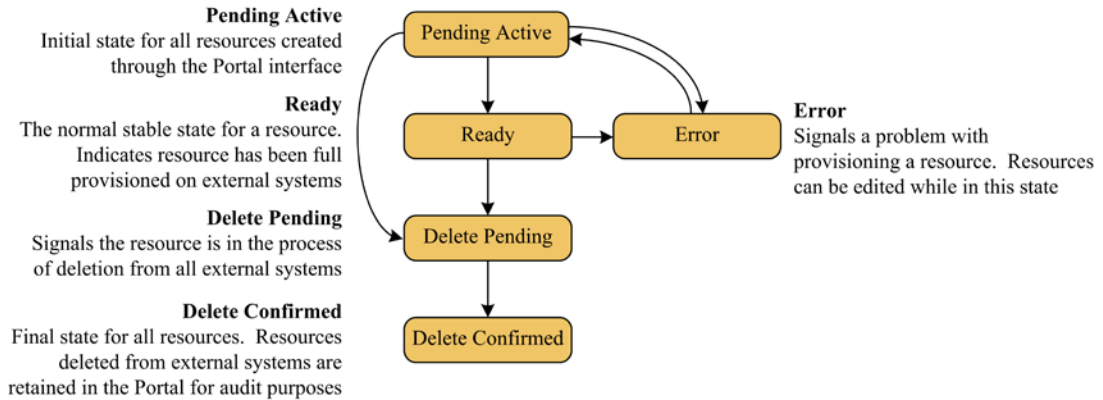 Pending Active
Initial state for all resources created
through the Portal interface
Ready
The normal stable state for a resource.
Indicates resource has been full
provisioned on external systems
Delete Pending
Signals the resource is in the process
of deletion from all external systems
Delete Confirmed
Final state for all resources.  Resources
deleted from external systems are
retained in the Portal for audit purposes
Pending Active
Ready
Error
Delete Pending
Delete Confirmed
Error
Signals a problem with
provisioning a resource.  Resources
can be edited while in this state